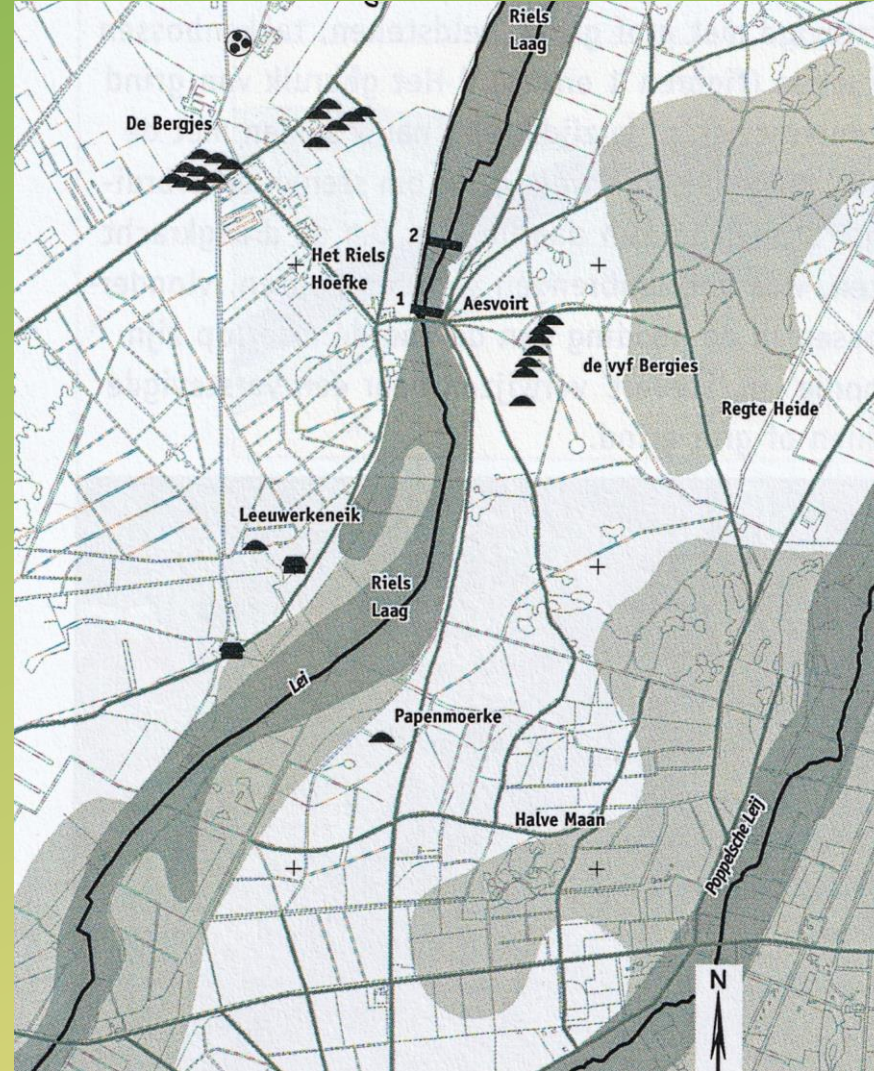 Riels
Laag
De Bergjes
2
Het Riels
Hoefke
1
Aesvoirt
de vyf Bergies
Regte Heide
Leeuwerkeneik
Riels
Laag
Lei
Papenmoerke
Halve Maan
Poppelsche Leij
N